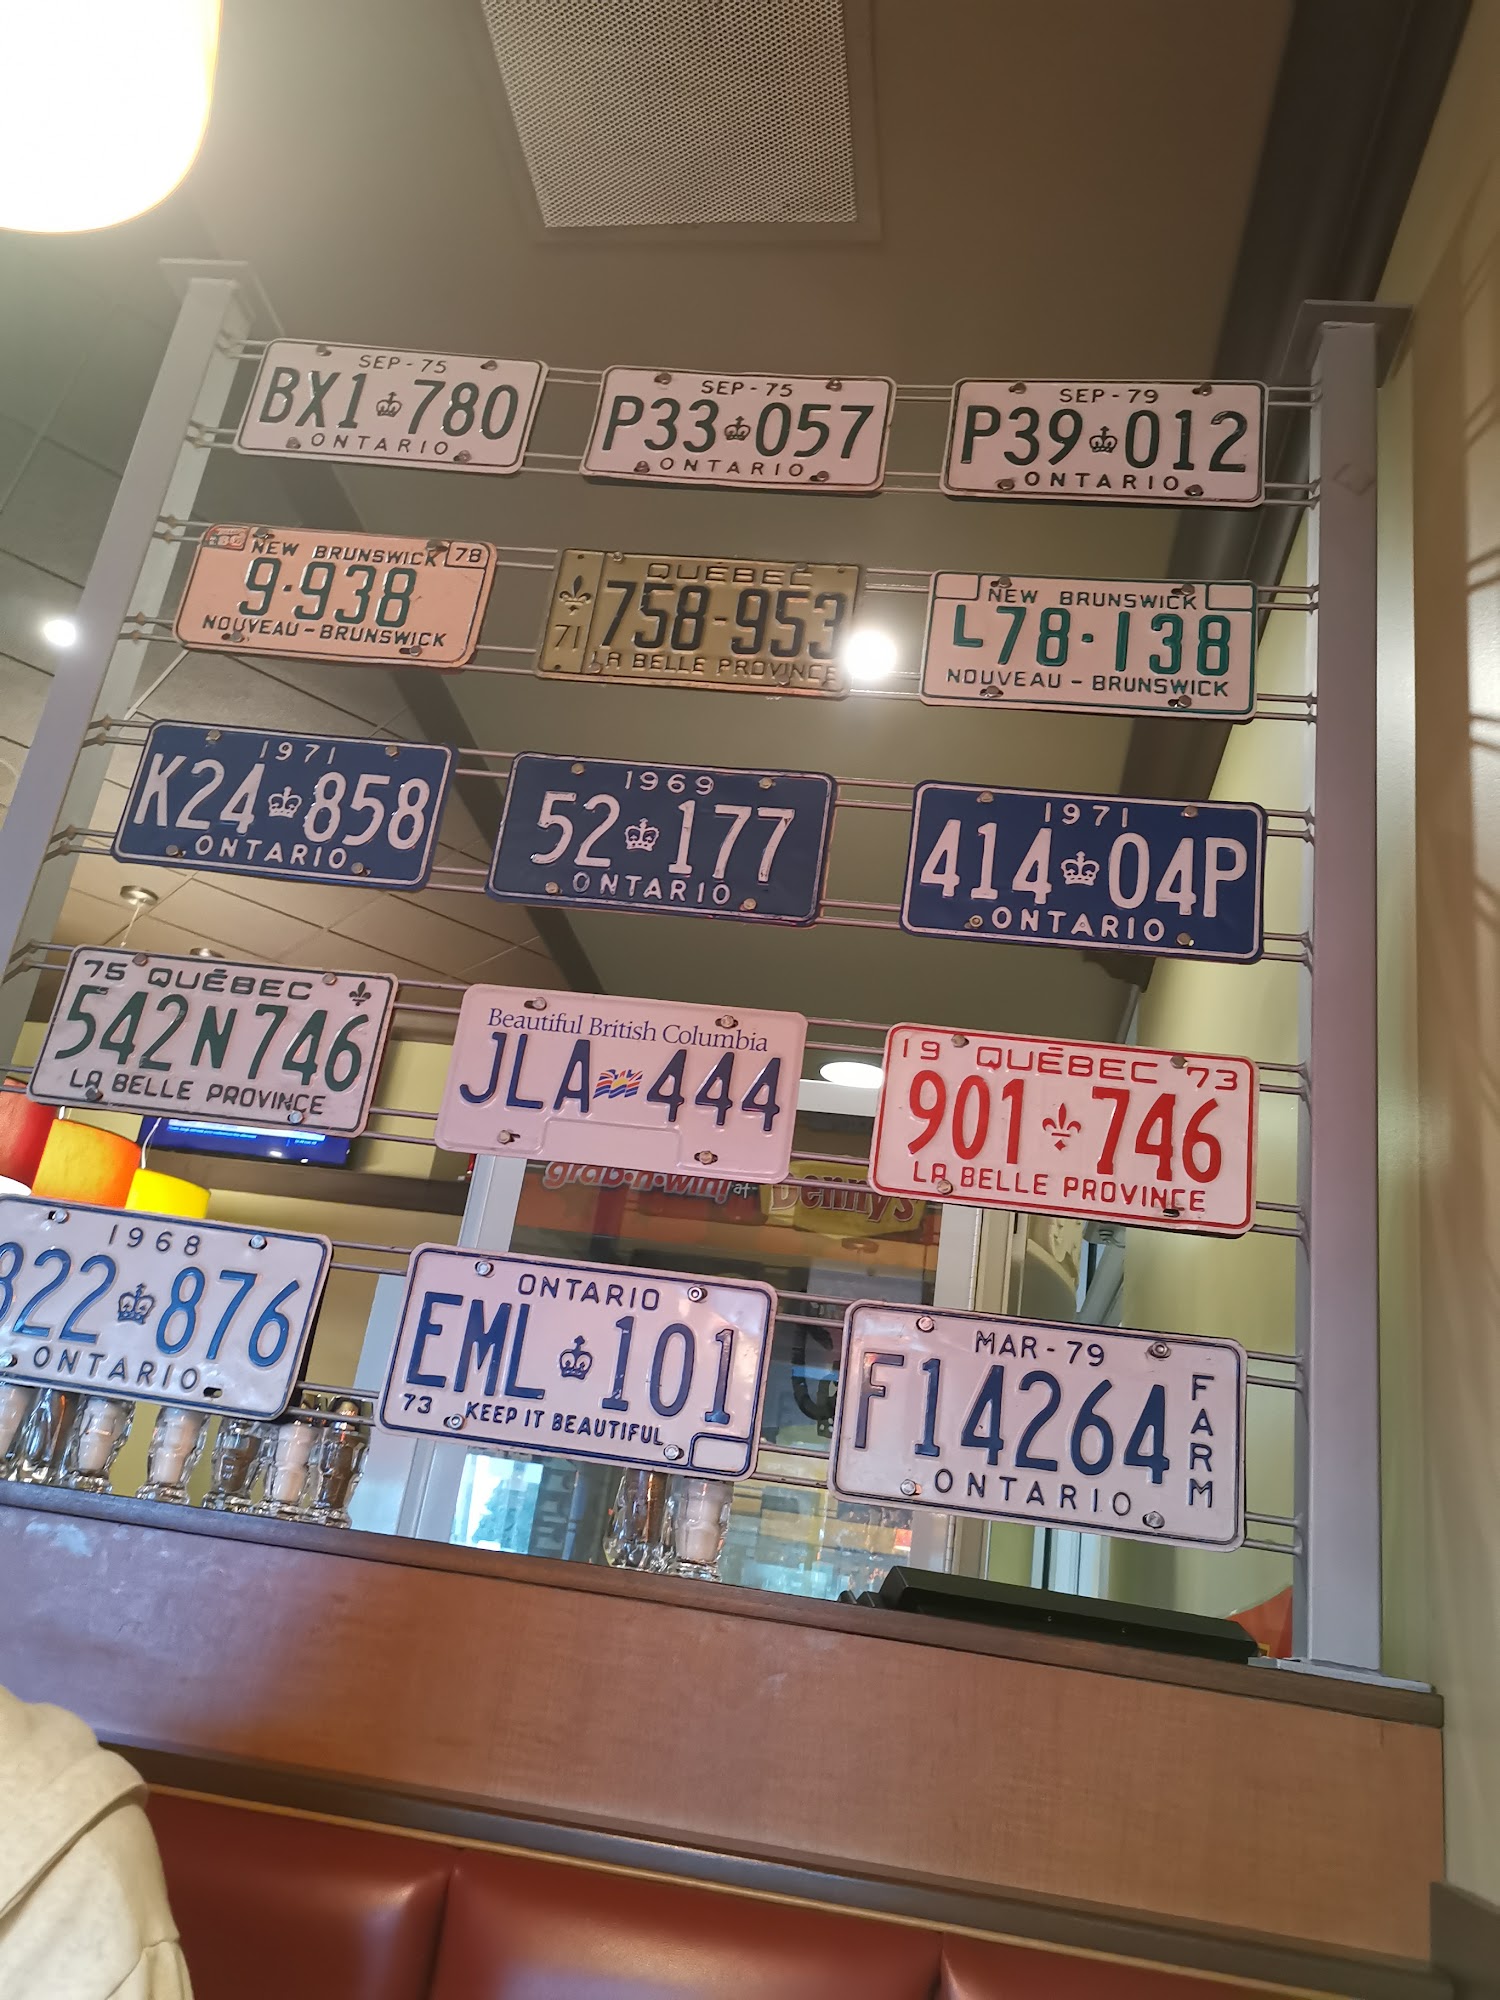 SEP-75
BX1 780
ONTARIO
SEP-75
P33 057
ONTARIO
SEP-79
P39 012
ONTARIO
NEW BRUNSWICK 78
9·938
NOUVEAU-BRUNSWICK
QUÉBEC
71
758-953
LA BELLE PROVINCE
NEW BRUNSWICK
L78·138
NOUVEAU-BRUNSWICK
1971
K24 858
ONTARIO
1969
52 177
ONTARIO
1971
414 04P
ONTARIO
75 QUÉBEC
542N746
LA BELLE PROVINCE
Beautiful British Columbia
JLA 444
19 QUÉBEC 73
901 746
LA BELLE PROVINCE
grab-n-win! at Denny's
1968
822 876
ONTARIO
ONTARIO
EML 101
73 KEEP IT BEAUTIFUL
MAR-79
F14264
FARM
ONTARIO